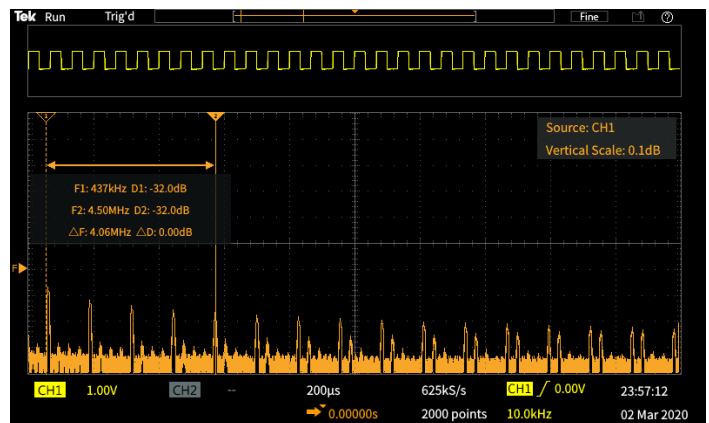 Tek Run Trig'd Fine
1 2
Source: CH1
Vertical Scale: 0.1dB
F1: 437kHz D1: -32.0dB
F2: 4.50MHz D2: -32.0dB
△F: 4.06MHz △D: 0.00dB
F
CH1 1.00V CH2 -- 200μs 625kS/s CH1 0.00V 23:57:12
0.00000s 2000 points 10.0kHz 02 Mar 2020